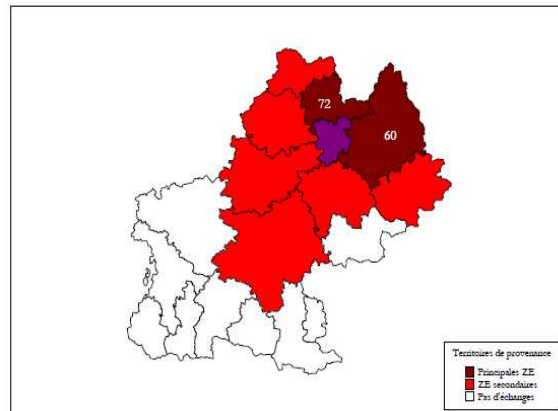 72
60
Territoires de provenance
Principales ZE
ZE secondaires
Pas d'échanges